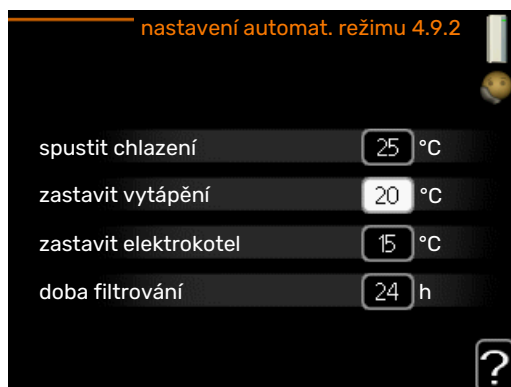 nastavení automat. režimu 4.9.2
spustit chlazení 25 °C
zastavit vytápění 20 °C
zastavit elektrokotel 15 °C
doba filtrování 24 h
?